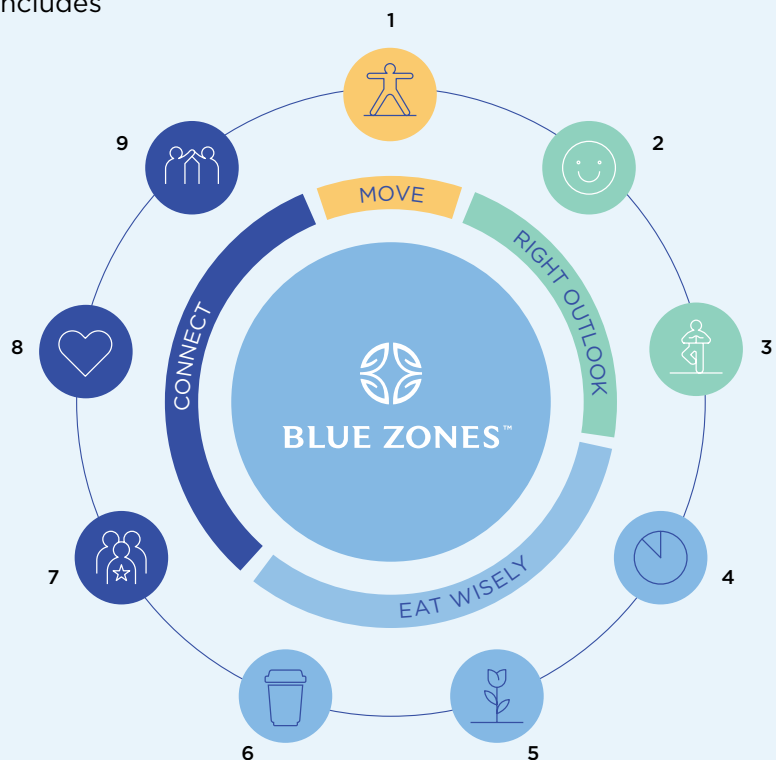 ncludes
1
2
3
4
5
6
7
8
9
MOVE
RIGHT OUTLOOK
EAT WISELY
CONNECT
BLUE ZONES™